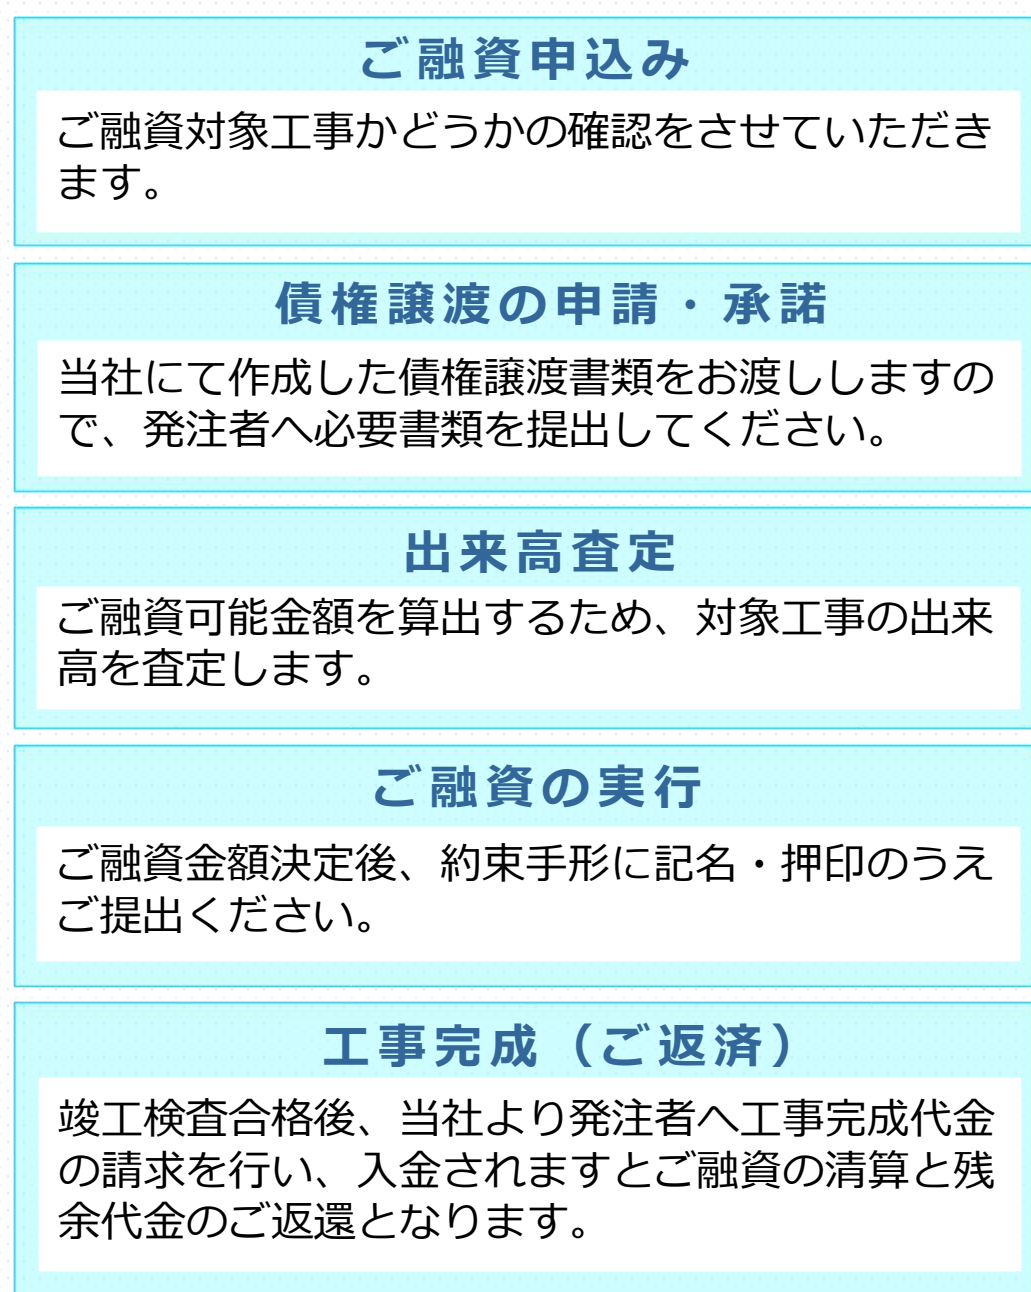 ご融資申込み
ご融資対象工事かどうかの確認をさせていただき
ます。
債権譲渡の申請・承諾
当社にて作成した債権譲渡書類をお渡ししますの
で、発注者へ必要書類を提出してください。
出来高査定
ご融資可能金額を算出するため、対象工事の出来
高を査定します。
ご融資の実行
ご融資金額決定後、約束手形に記名・押印のうえ
ご提出ください。
工事完成（ご返済）
竣工検査合格後、当社より発注者へ工事完成代金
の請求を行い、入金されますとご融資の清算と残
余代金のご返還となります。